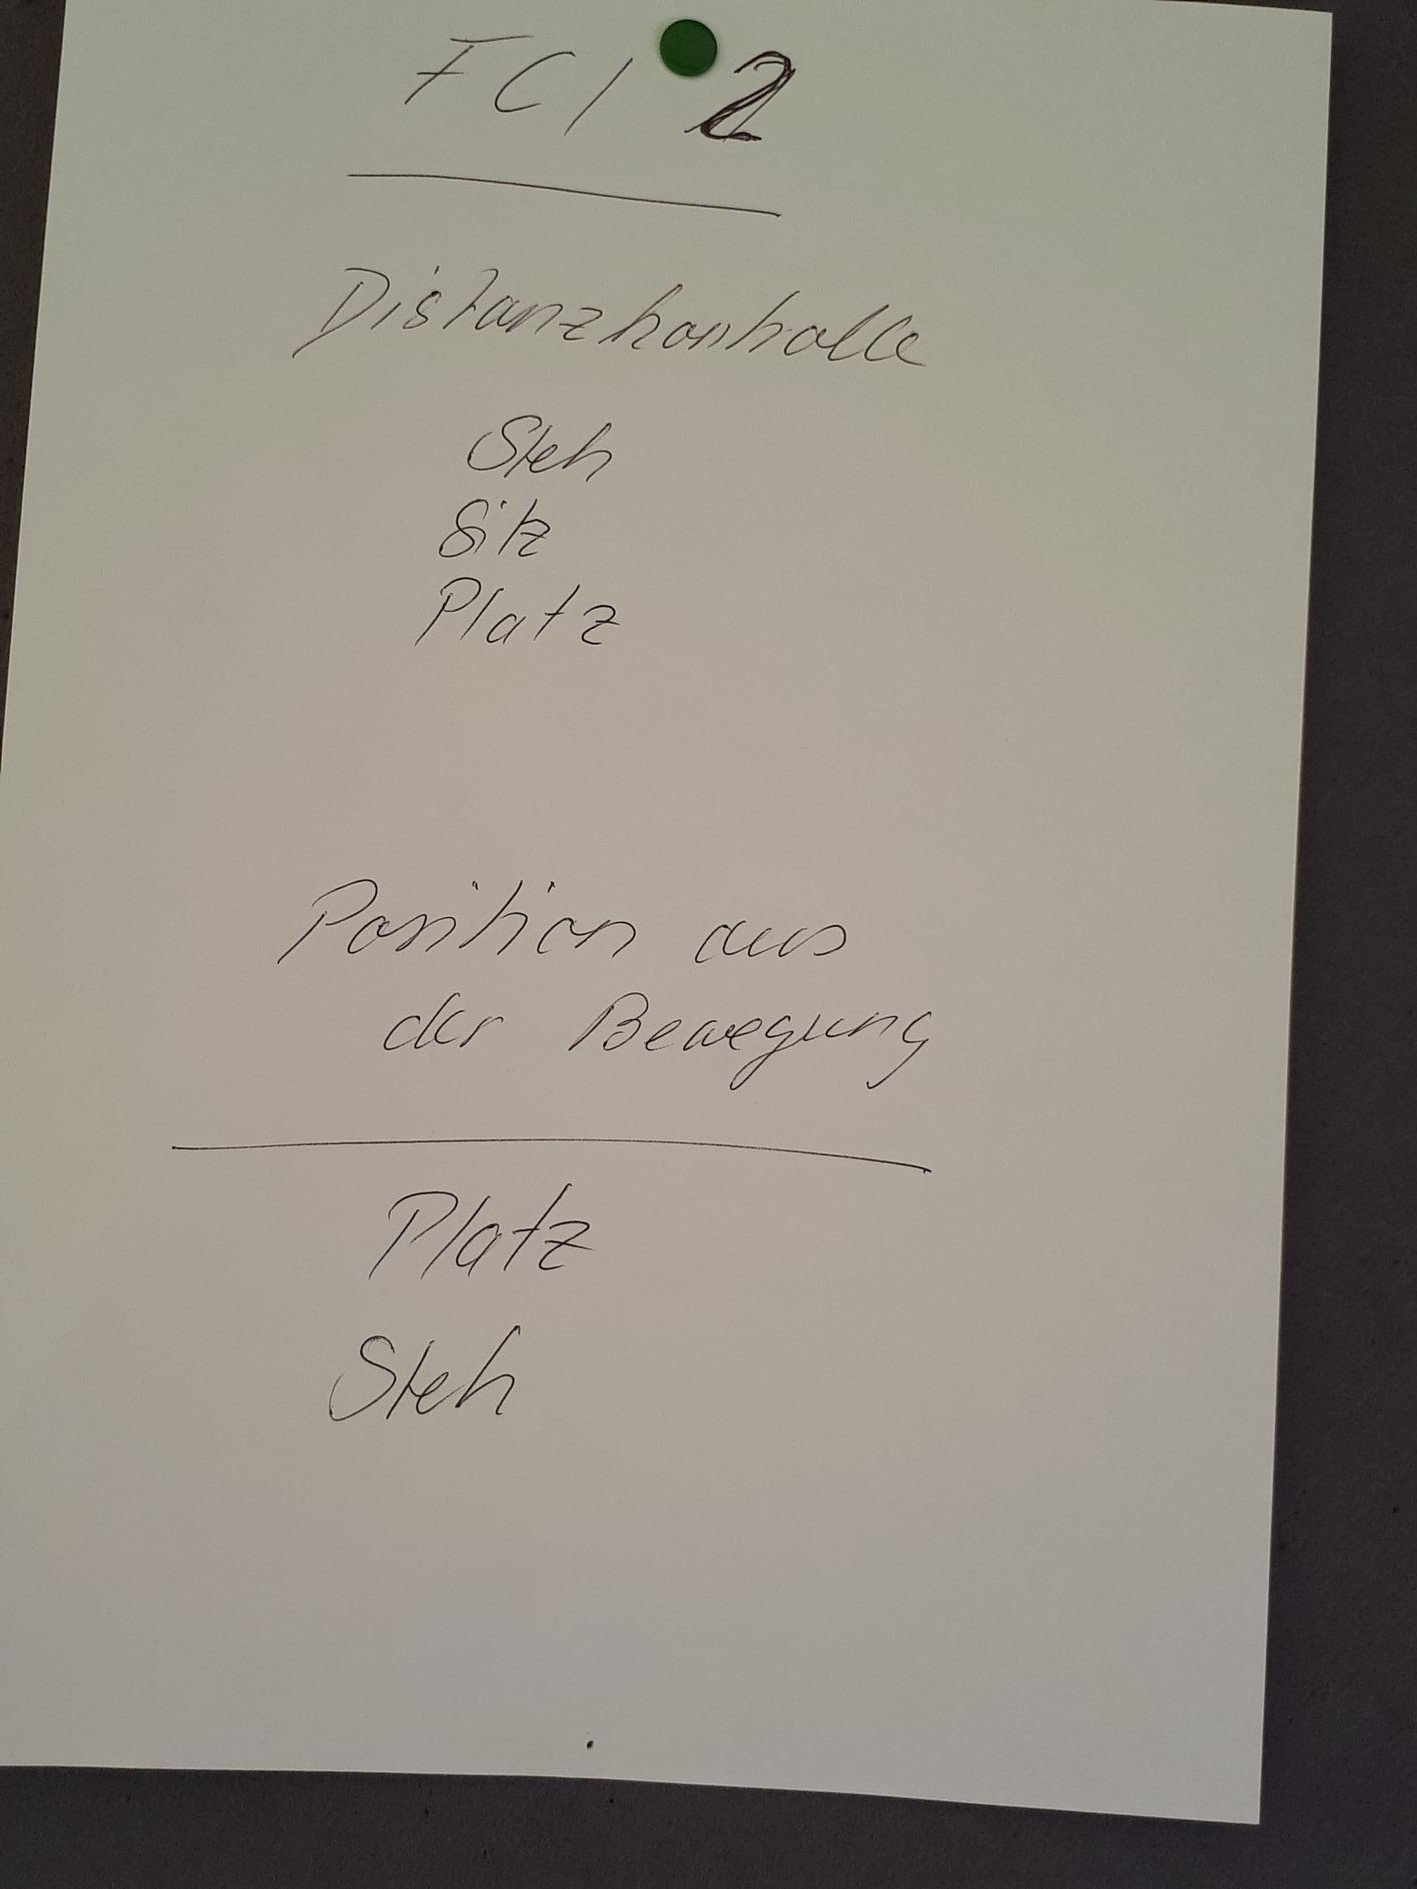 FCI 2
Distanzkontrolle
Steh
Sitz
Platz
Position aus
der Bewegung
Platz
Steh